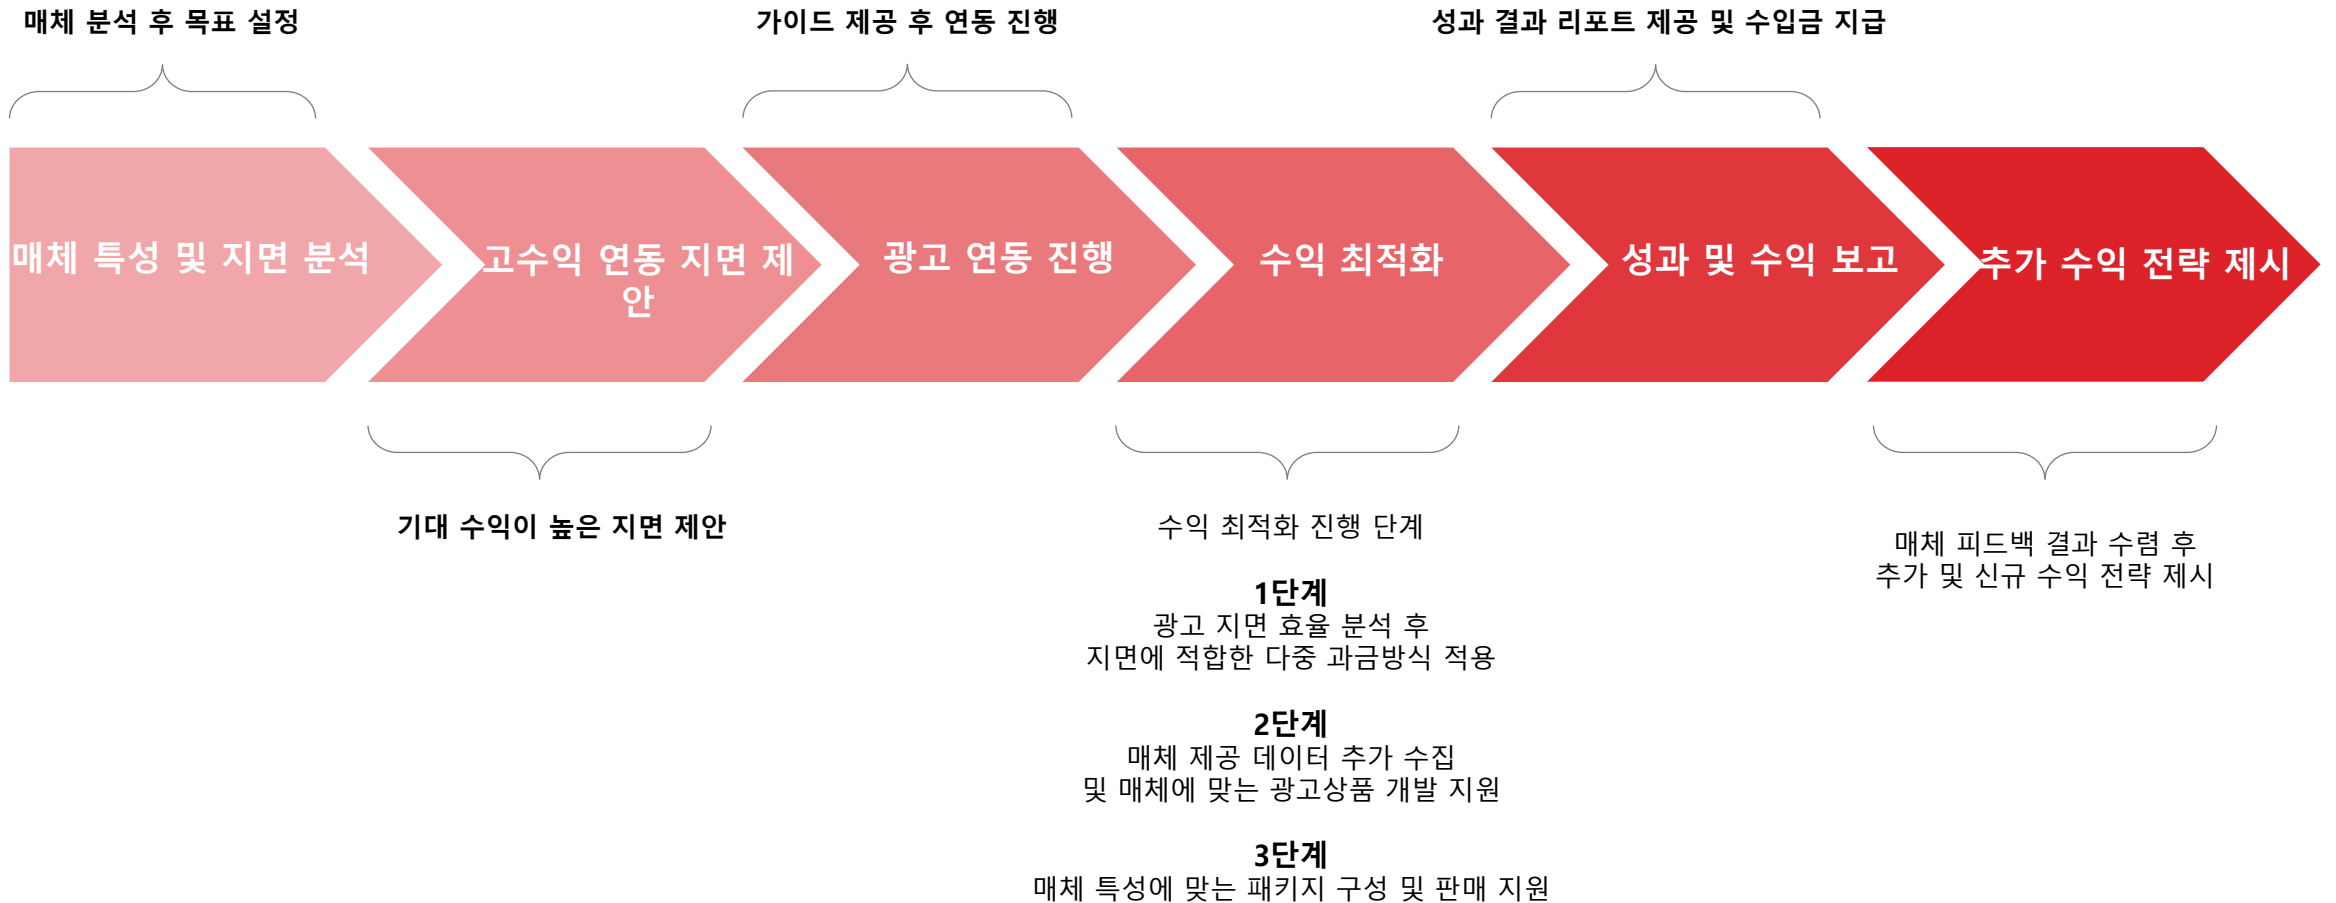 매체 분석 후 목표 설정
가이드 제공 후 연동 진행
성과 결과 리포트 제공 및 수입금 지급
매체 특성 및 지면 분석
고수익 연동 지면 제
안
광고 연동 진행
수익 최적화
성과 및 수익 보고
추가 수익 전략 제시
기대 수익이 높은 지면 제안
수익 최적화 진행 단계
1단계
광고 지면 효율 분석 후
지면에 적합한 다중 과금방식 적용
2단계
매체 제공 데이터 추가 수집
및 매체에 맞는 광고상품 개발 지원
3단계
매체 특성에 맞는 패키지 구성 및 판매 지원
매체 피드백 결과 수렴 후
추가 및 신규 수익 전략 제시